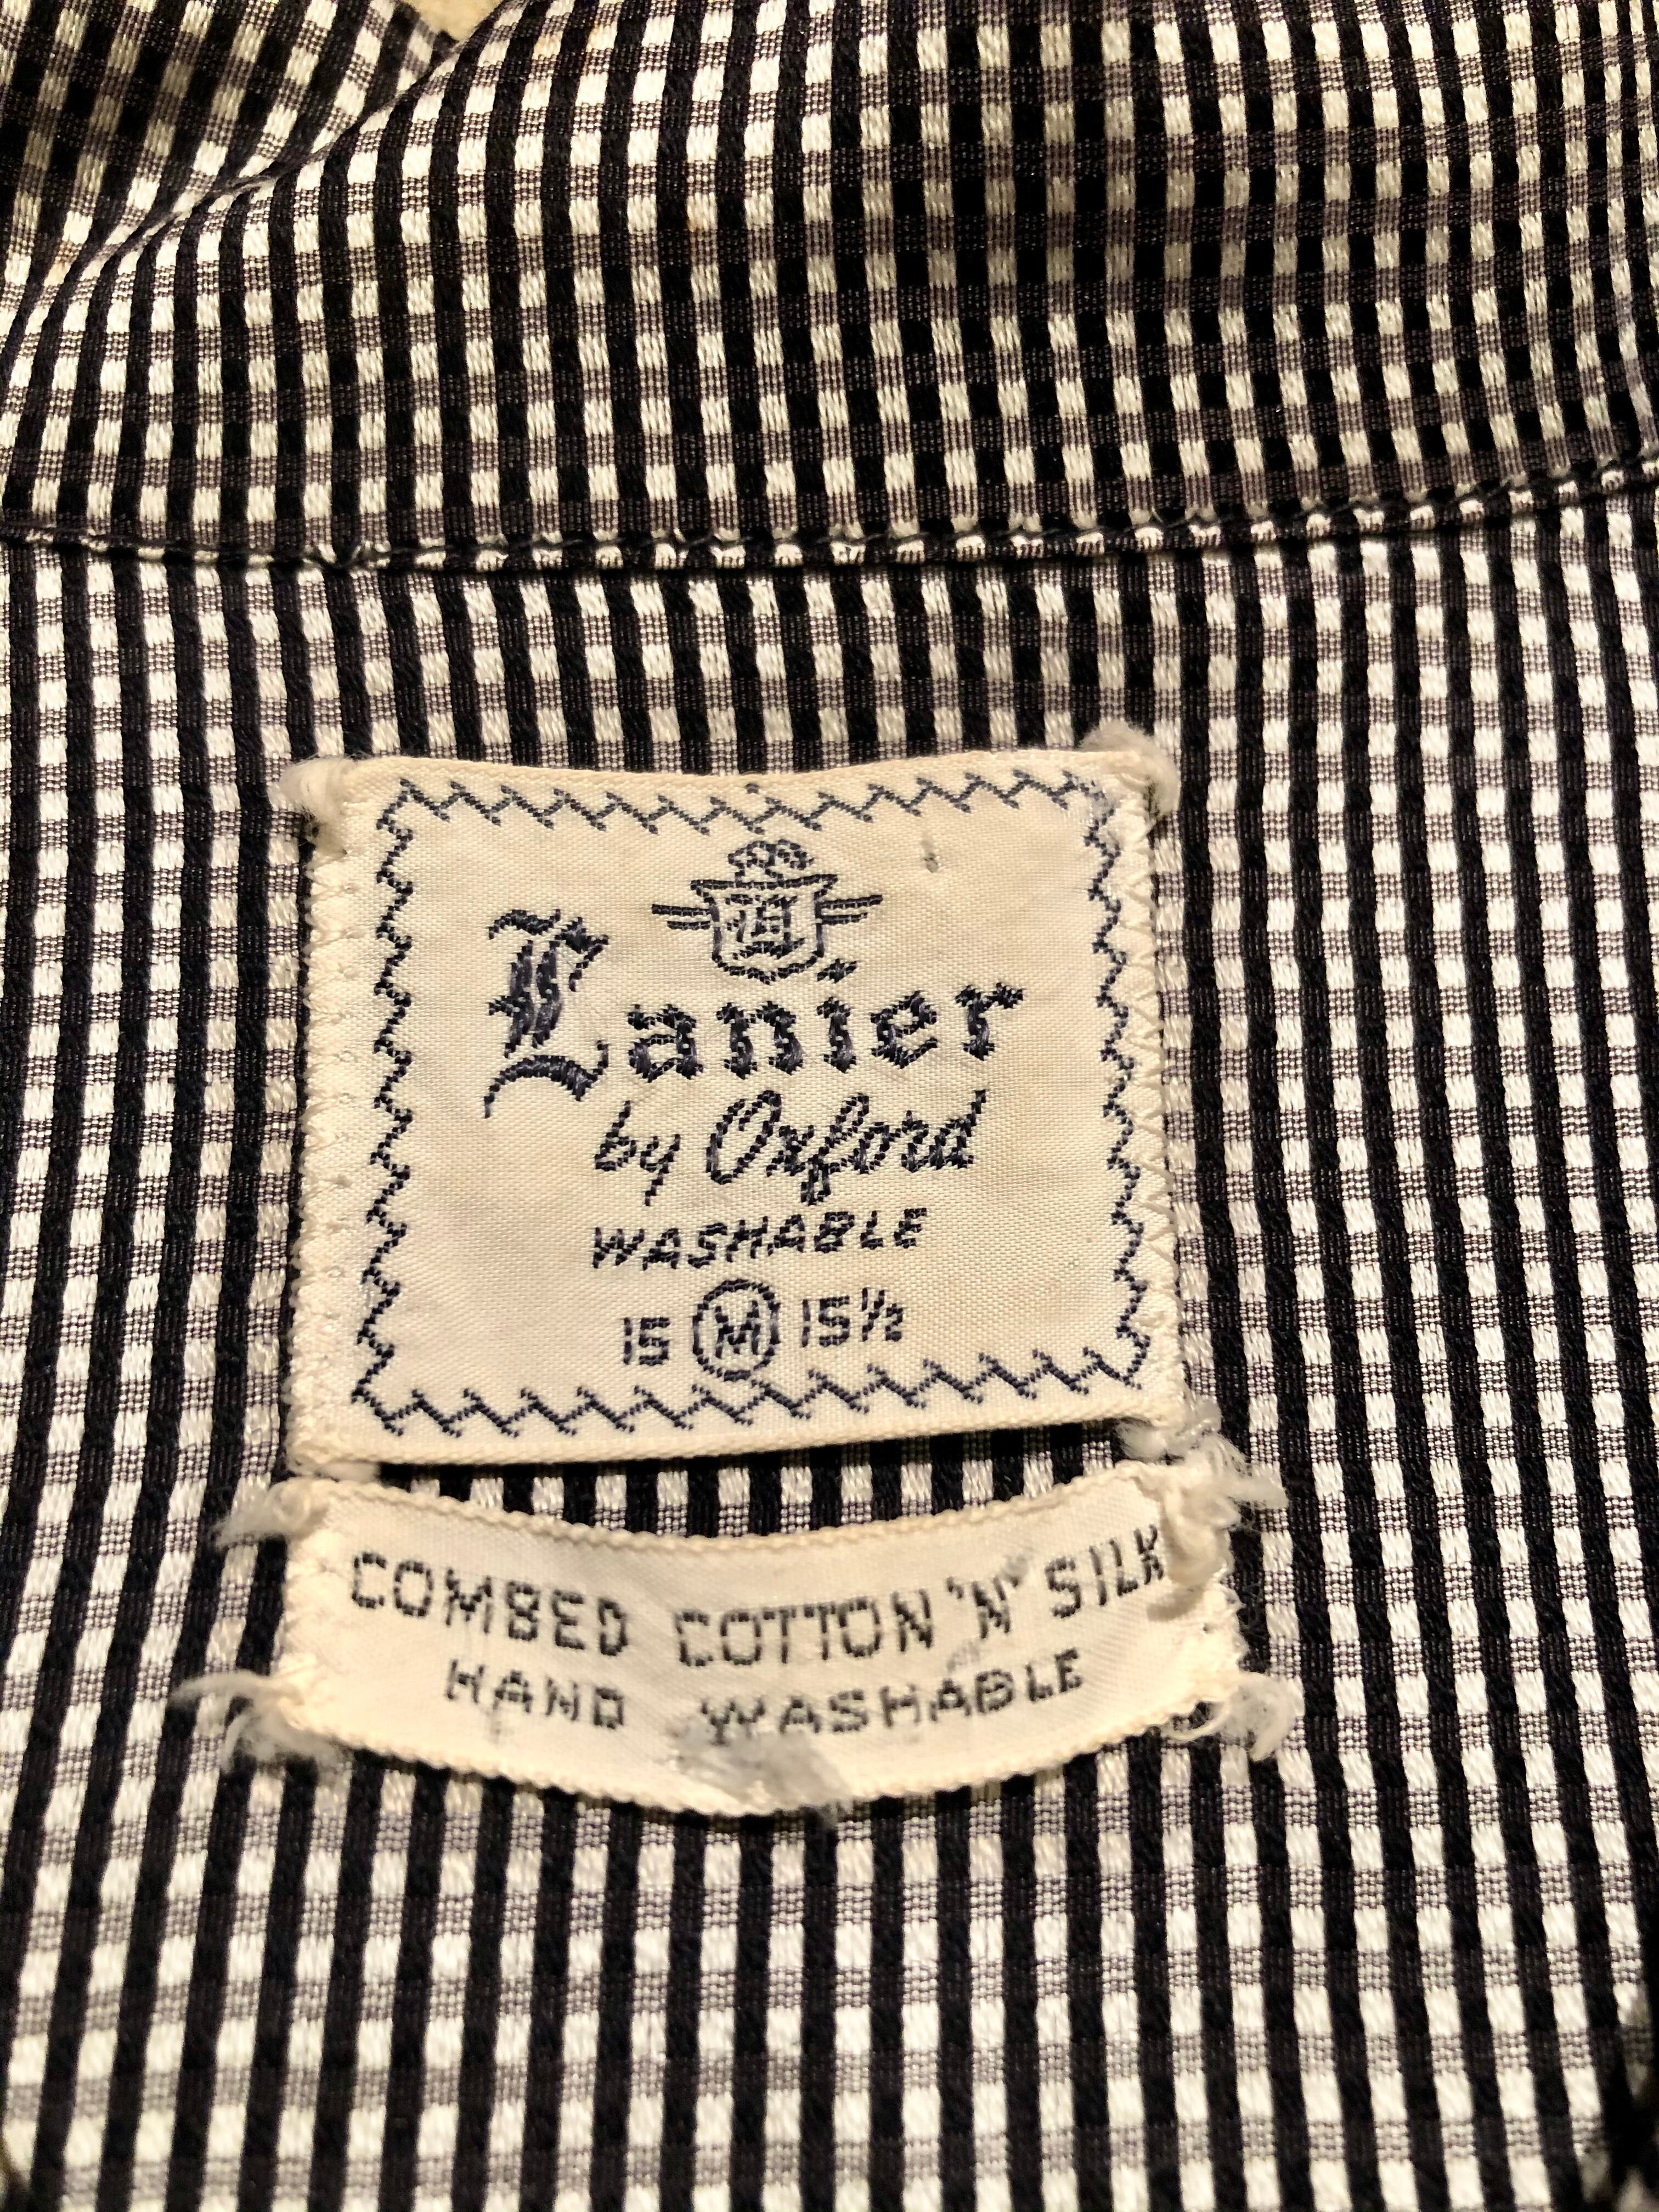 Lanier
by Oxford
WASHABLE
15 M 15½
COMBED COTTON 'N' SILK
HAND WASHABLE